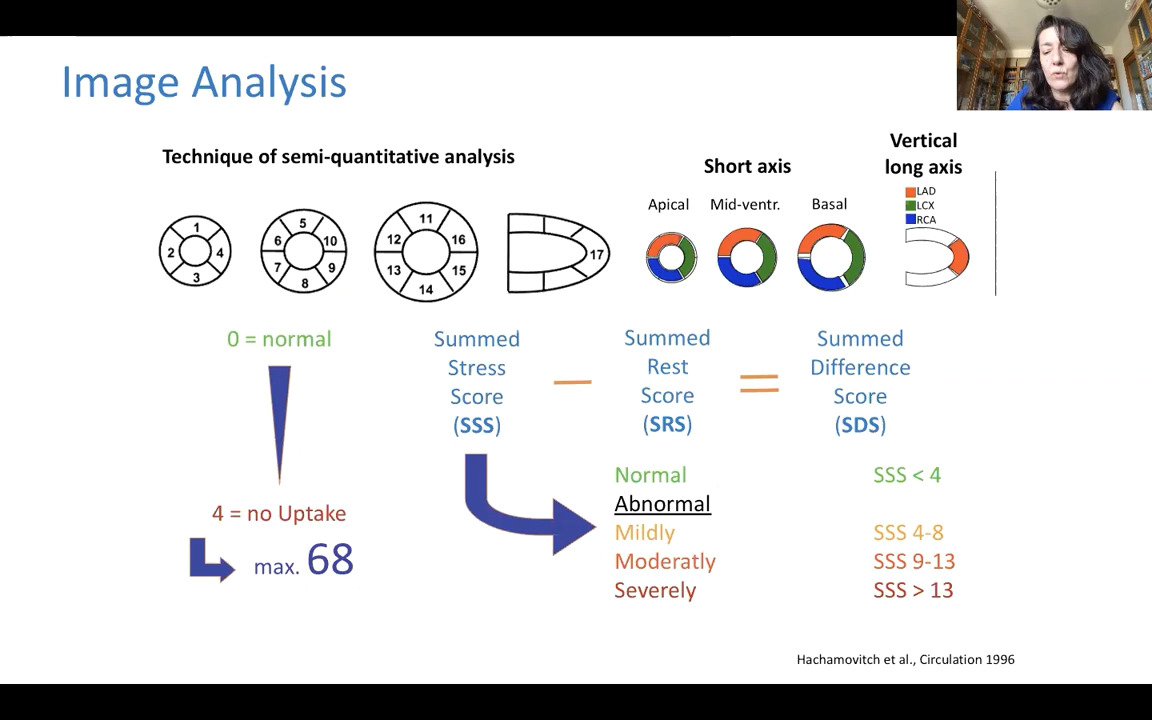 Image Analysis
Technique of semi-quantitative analysis
Short axis
Vertical
long axis
Apical
Mid-ventr.
Basal
LAD
LCX
RCA
1
2
4
3
5
6
10
7
9
8
11
12
16
13
15
14
17
0 = normal
4 = no Uptake
max. 68
Summed
Stress
Score
(SSS)
Summed
Rest
Score
(SRS)
Summed
Difference
Score
(SDS)
Normal SSS < 4
Abnormal
Mildly SSS 4-8
Moderatly SSS 9-13
Severely SSS > 13
Hachamovitch et al., Circulation 1996